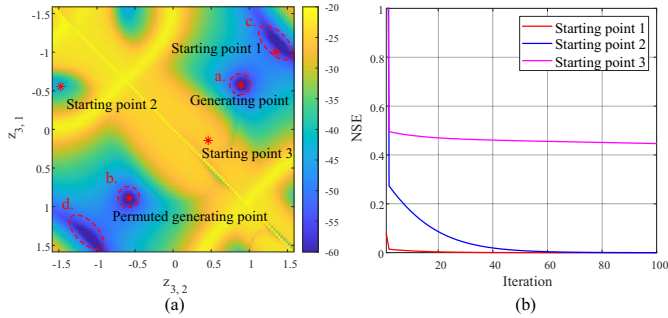 (a)
z3, 1
-1.5
-1
-0.5
0
0.5
1
1.5
-1.5 -1 -0.5 0 0.5 1 1.5
z3, 2
c.
Starting point 1
a.
Generating point
Starting point 2
Starting point 3
b.
Permuted generating point
d.
-20
-25
-30
-35
-40
-45
-50
-55
-60
(b)
NSE
1
0.8
0.6
0.4
0.2
0
20 40 60 80 100
Iteration
Starting point 1
Starting point 2
Starting point 3